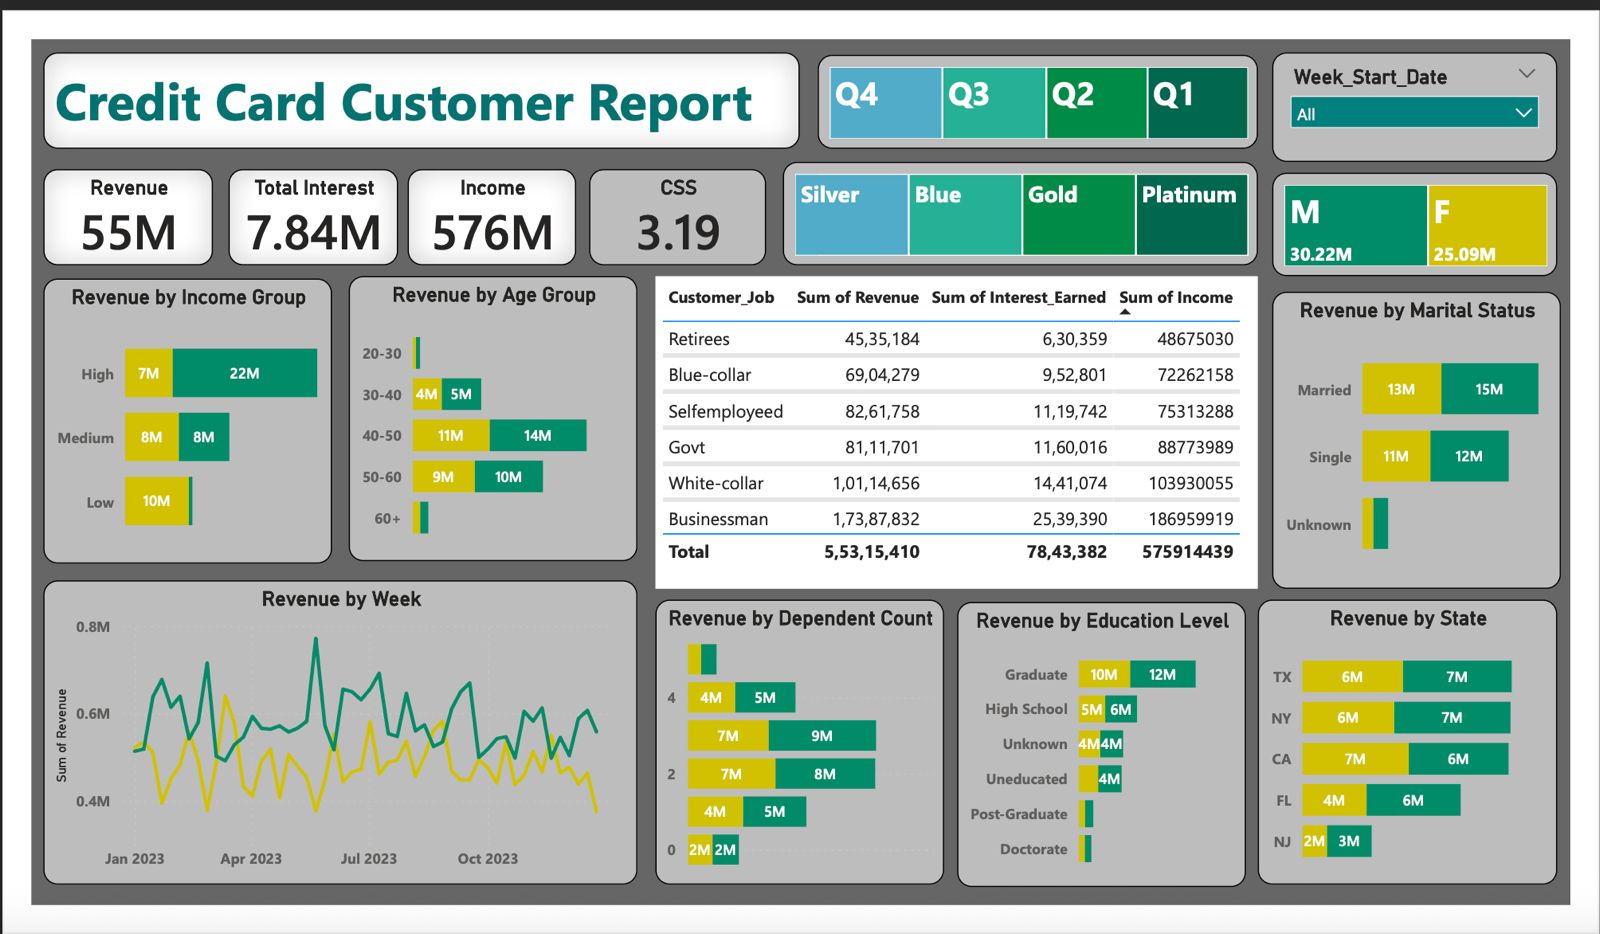 Credit Card Customer Report
Q4 Q3 Q2 Q1
Week_Start_Date
All
Revenue
55M
Total Interest
7.84M
Income
576M
CSS
3.19
Silver Blue Gold Platinum
M F
30.22M 25.09M
Revenue by Income Group
High 7M 22M
Medium 8M 8M
Low 10M
Revenue by Age Group
20-30
30-40 4M 5M
40-50 11M 14M
50-60 9M 10M
60+
Customer_Job Sum of Revenue Sum of Interest_Earned Sum of Income
Retirees 45,35,184 6,30,359 48675030
Blue-collar 69,04,279 9,52,801 72262158
Selfemployeed 82,61,758 11,19,742 75313288
Govt 81,11,701 11,60,016 88773989
White-collar 1,01,14,656 14,41,074 103930055
Businessman 1,73,87,832 25,39,390 186959919
Total 5,53,15,410 78,43,382 575914439
Revenue by Marital Status
Married 13M 15M
Single 11M 12M
Unknown
Revenue by Week
Sum of Revenue
0.8M
0.6M
0.4M
Jan 2023 Apr 2023 Jul 2023 Oct 2023
Revenue by Dependent Count
4 4M 5M
7M 9M
2 7M 8M
4M 5M
0 2M 2M
Revenue by Education Level
Graduate 10M 12M
High School 5M 6M
Unknown 4M 4M
Uneducated 4M
Post-Graduate
Doctorate
Revenue by State
TX 6M 7M
NY 6M 7M
CA 7M 6M
FL 4M 6M
NJ 2M 3M